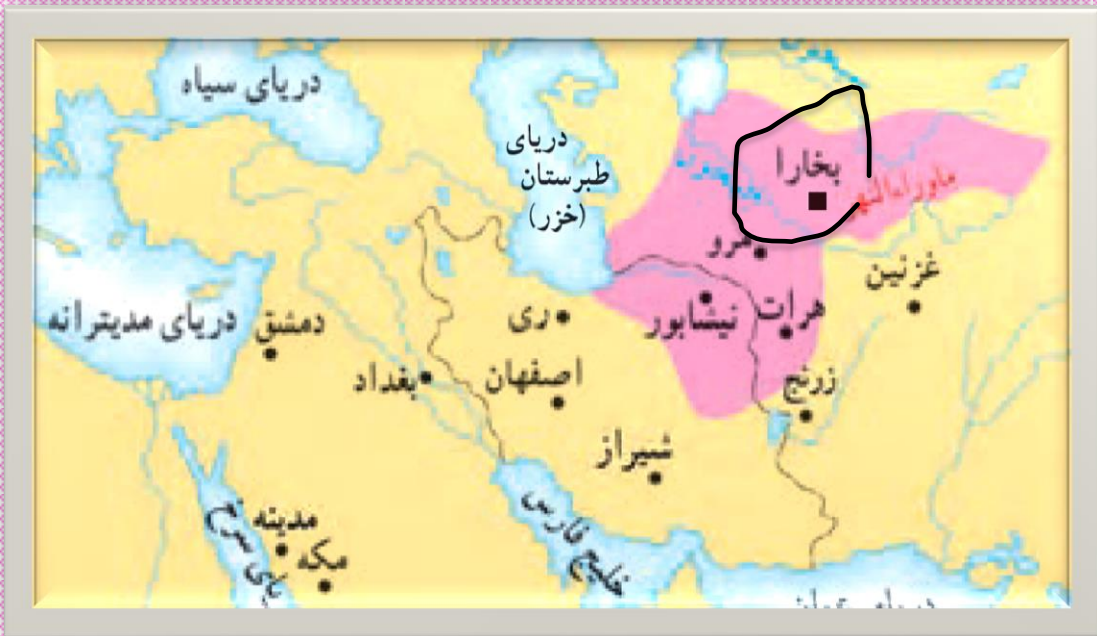 دریای سیاه
دریای
طبرستان
(خزر)
بخارا
ماوراءالنهر
مرو
غزنین
هرات
نیشابور
ری
دمشق
دریای مدیترانه
زرنج
اصفهان
بغداد
شیراز
خلیج فارس
مدینه
مکه